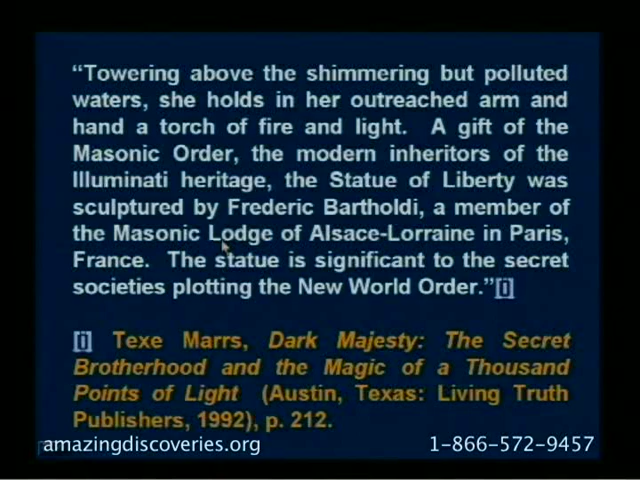 “Towering above the shimmering but polluted
waters, she holds in her outreached arm and
hand a torch of fire and light. A gift of the
Masonic Order, the modern inheritors of the
Illuminati heritage, the Statue of Liberty was
sculptured by Frederic Bartholdi, a member of
the Masonic Lodge of Alsace-Lorraine in Paris,
France. The statue is significant to the secret
societies plotting the New World Order.”[i]
[i] Texe Marrs, Dark Majesty: The Secret
Brotherhood and the Magic of a Thousand
Points of Light (Austin, Texas: Living Truth
Publishers, 1992), p. 212.
amazingdiscoveries.org 1-866-572-9457